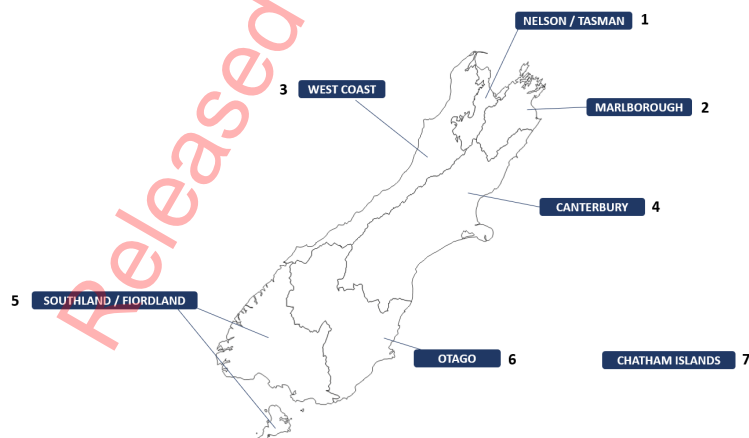 NELSON / TASMAN 1
3 WEST COAST
MARLBOROUGH 2
CANTERBURY 4
5 SOUTHLAND / FIORDLAND
OTAGO 6
CHATHAM ISLANDS 7
Released